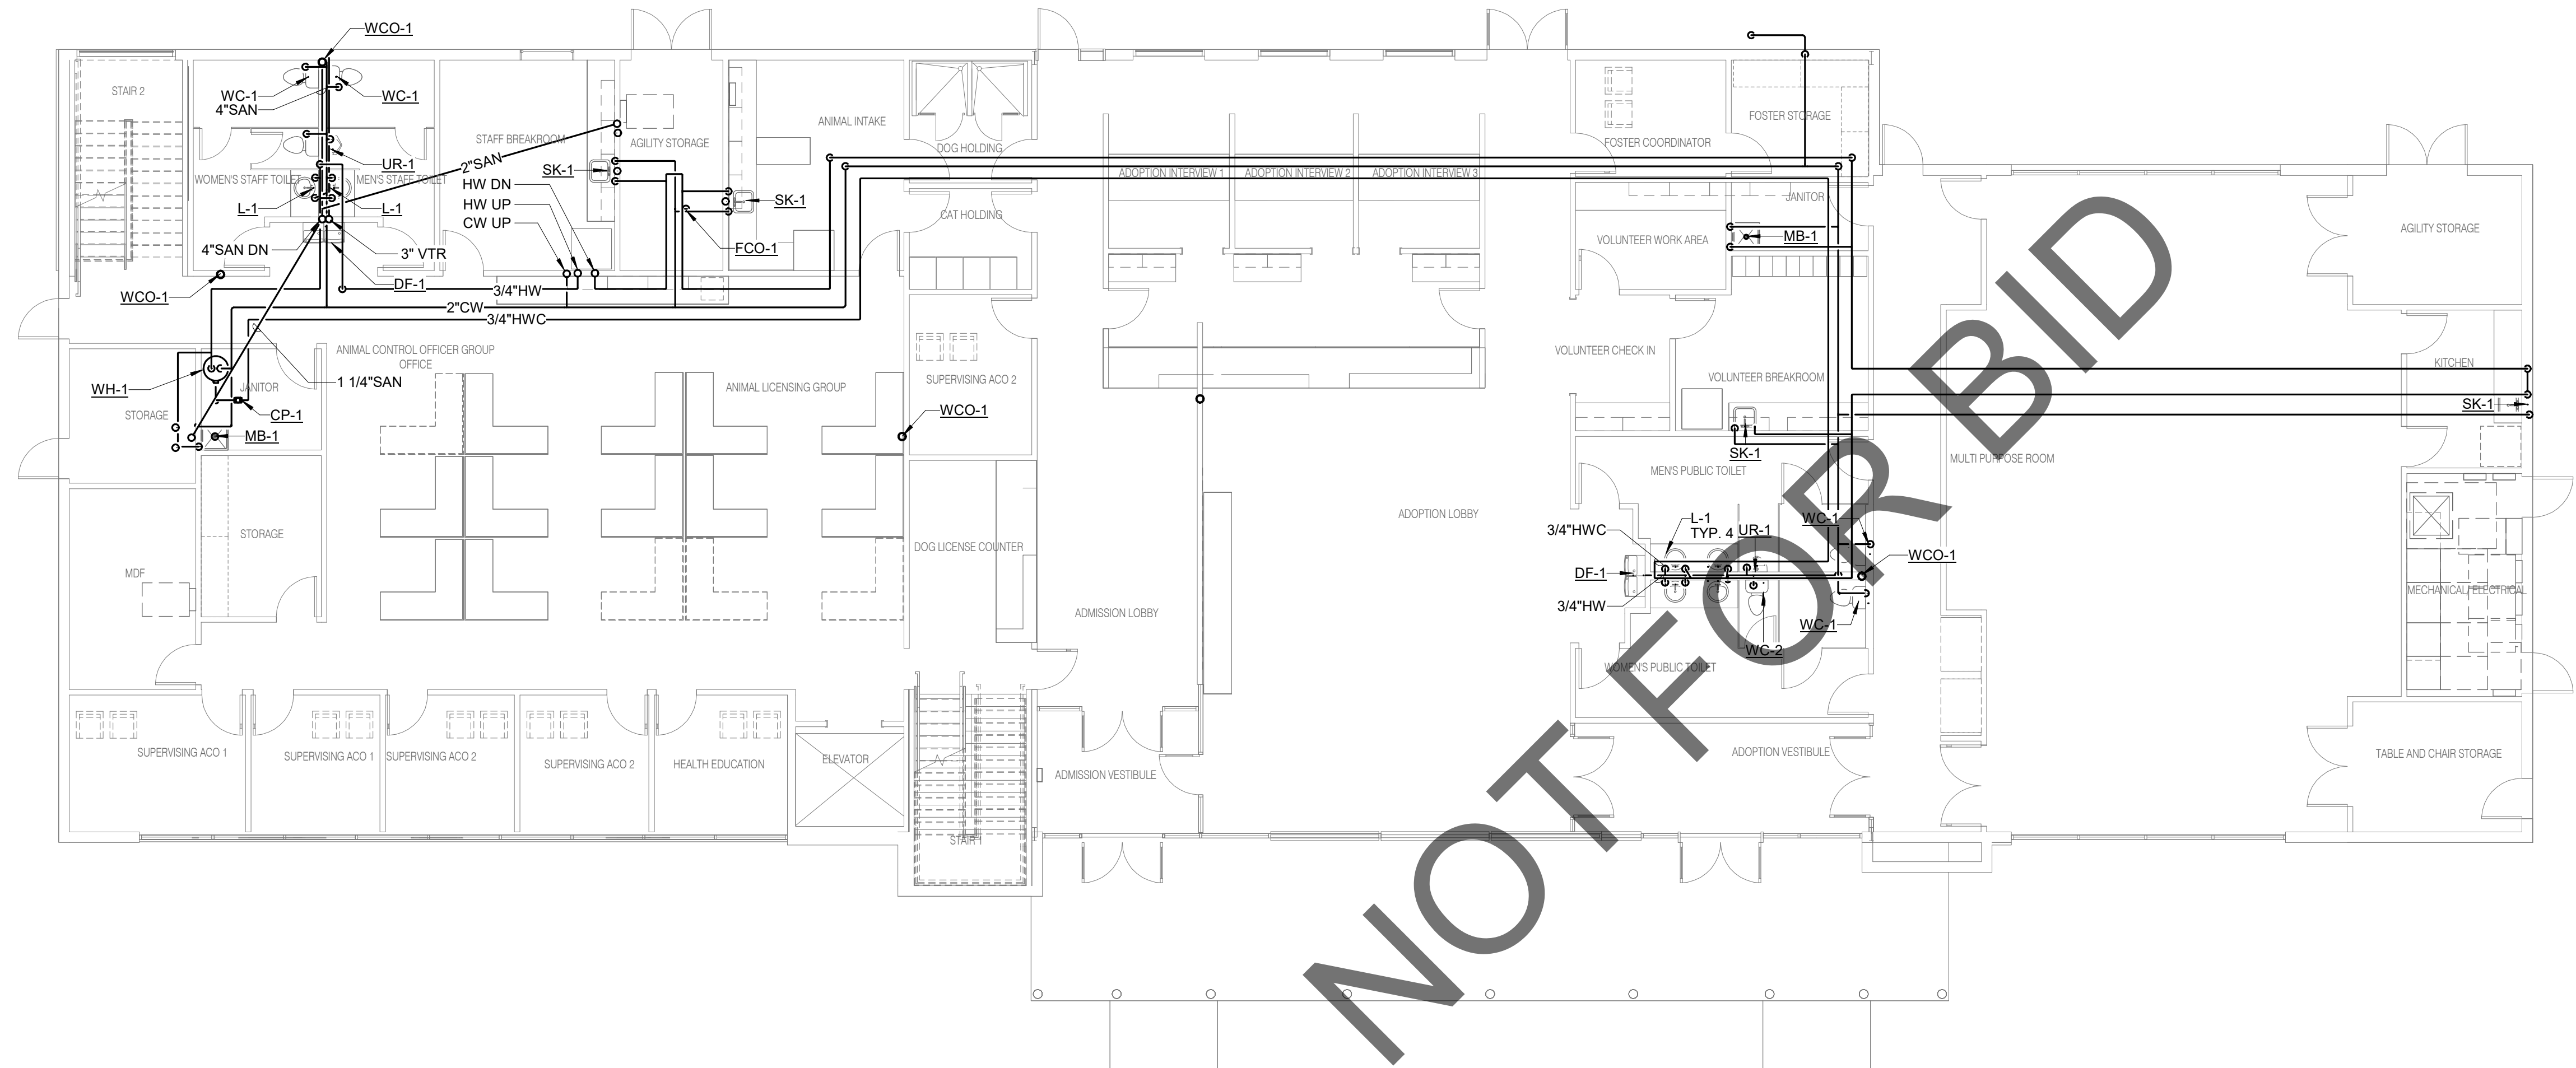 WCO-1
STAIR 2
WC-1
4"SAN
WC-1
UR-1
WOMEN'S STAFF TOILET
MEN'S STAFF TOILET
L-1
L-1
4"SAN DN
3" VTR
DF-1
WCO-1
STAFF BREAKROOM
2"SAN
SK-1
HW DN
HW UP
CW UP
AGILITY STORAGE
ANIMAL INTAKE
SK-1
FCO-1
DOG HOLDING
CAT HOLDING
ADOPTION INTERVIEW 1
ADOPTION INTERVIEW 2
ADOPTION INTERVIEW 3
FOSTER COORDINATOR
FOSTER STORAGE
JANITOR
MB-1
VOLUNTEER WORK AREA
AGILITY STORAGE
3/4"HW
2"CW
3/4"HWC
ANIMAL CONTROL OFFICER GROUP
OFFICE
1 1/4"SAN
WH-1
JANITOR
STORAGE
CP-1
MB-1
ANIMAL LICENSING GROUP
SUPERVISING ACO 2
WCO-1
VOLUNTEER CHECK IN
VOLUNTEER BREAKROOM
KITCHEN
SK-1
SK-1
MEN'S PUBLIC TOILET
MULTI PURPOSE ROOM
STORAGE
MDF
DOG LICENSE COUNTER
ADOPTION LOBBY
3/4"HWC
L-1
TYP. 4
UR-1
WC-1
WCO-1
DF-1
3/4"HW
WC-1
WC-2
WOMEN'S PUBLIC TOILET
ADMISSION LOBBY
MECHANICAL/ELECTRICAL
SUPERVISING ACO 1
SUPERVISING ACO 1
SUPERVISING ACO 2
SUPERVISING ACO 2
HEALTH EDUCATION
ELEVATOR
STAIR 1
ADMISSION VESTIBULE
ADOPTION VESTIBULE
TABLE AND CHAIR STORAGE
NOT FOR BID